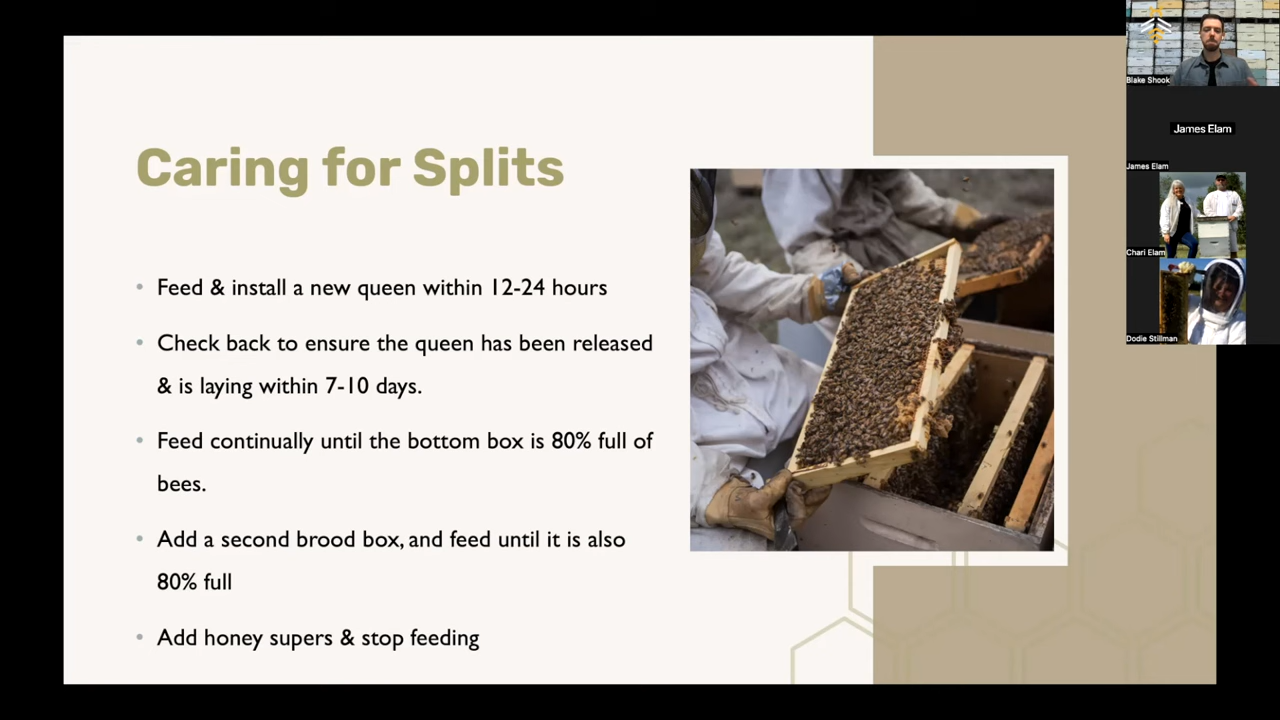 Caring for Splits
• Feed & install a new queen within 12-24 hours
• Check back to ensure the queen has been released
& is laying within 7-10 days.
• Feed continually until the bottom box is 80% full of
bees.
• Add a second brood box, and feed until it is also
80% full
• Add honey supers & stop feeding
Blake Shook
James Elam
James Elam
Chari Elam
Dodie Stillman